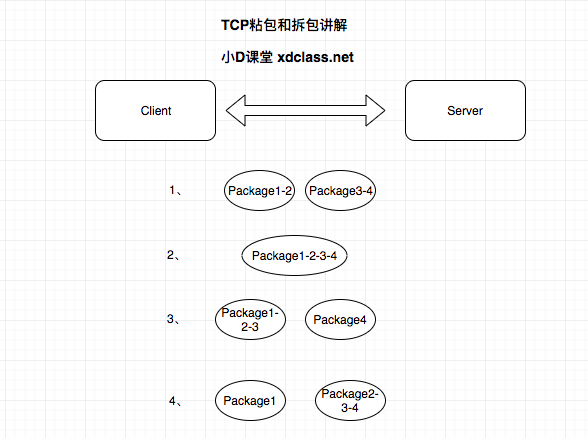 TCP粘包和拆包讲解
小D课堂 xdclass.net
Client
Server
1、
Package1-2
Package3-4
2、
Package1-2-3-4
3、
Package1-
2-3
Package4
4、
Package1
Package2-
3-4